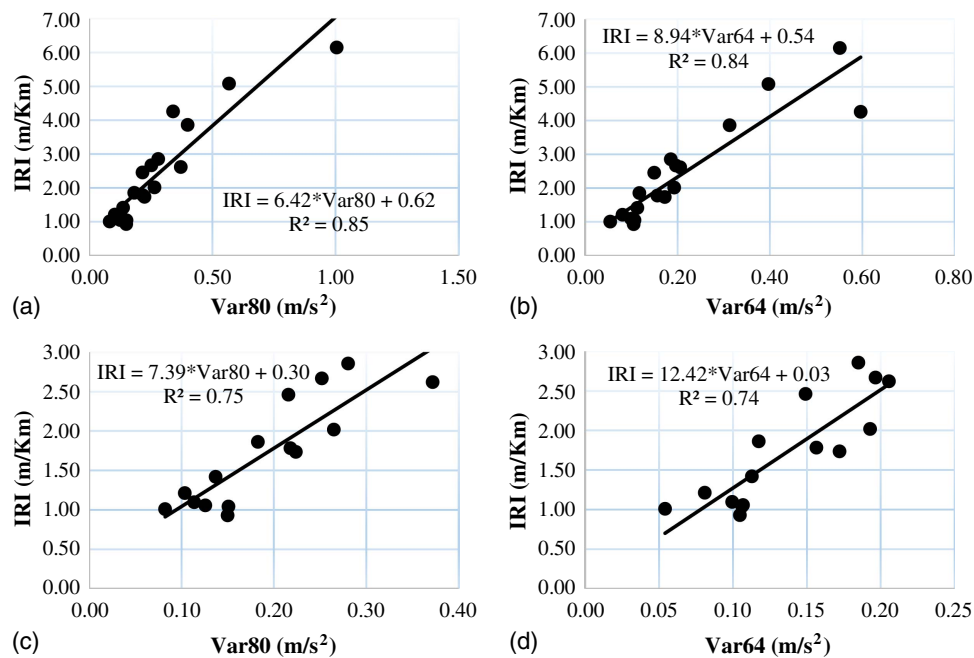 7.00
6.00
5.00
4.00
3.00
2.00
1.00
0.00
IRI (m/Km)
IRI = 6.42*Var80 + 0.62
R² = 0.85
0.00 0.50 1.00 1.50
(a) Var80 (m/s²)
7.00
6.00
5.00
4.00
3.00
2.00
1.00
0.00
IRI (m/Km)
IRI = 8.94*Var64 + 0.54
R² = 0.84
0.00 0.20 0.40 0.60 0.80
(b) Var64 (m/s²)
3.00
2.50
2.00
1.50
1.00
0.50
0.00
IRI (m/Km)
IRI = 7.39*Var80 + 0.30
R² = 0.75
0.00 0.10 0.20 0.30 0.40
(c) Var80 (m/s²)
3.00
2.50
2.00
1.50
1.00
0.50
0.00
IRI (m/Km)
IRI = 12.42*Var64 + 0.03
R² = 0.74
0.00 0.05 0.10 0.15 0.20 0.25
(d) Var64 (m/s²)